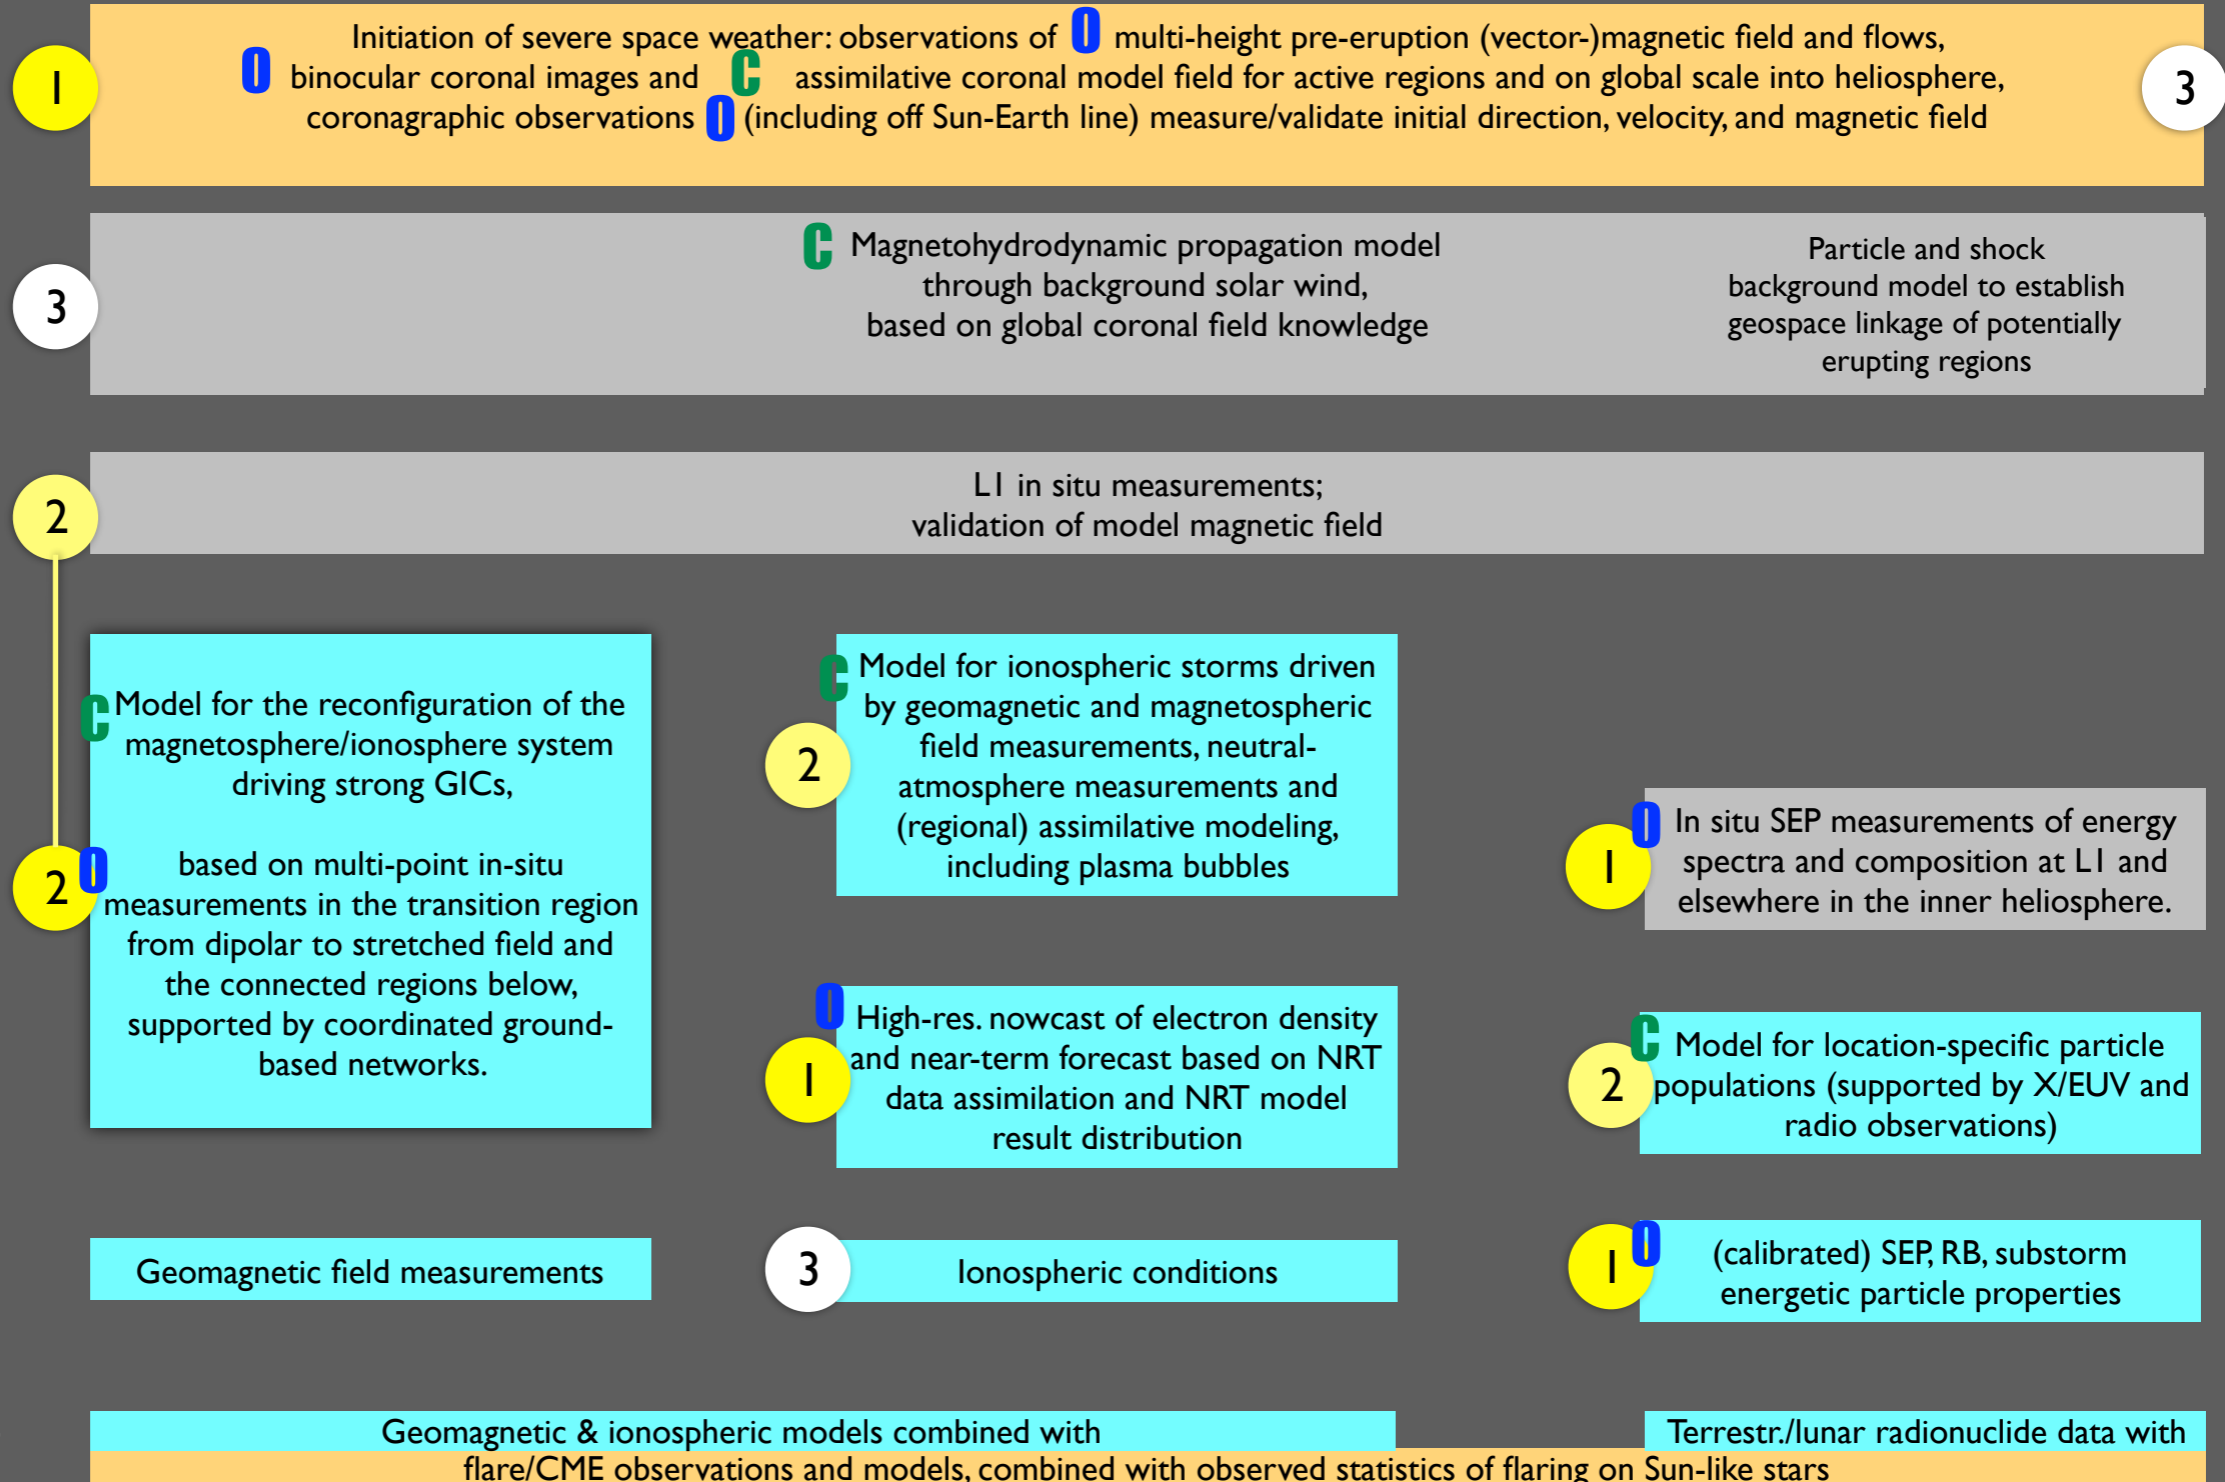 Initiation of severe space weather: observations of O multi-height pre-eruption (vector-)magnetic field and flows,
O binocular coronal images and C assimilative coronal model field for active regions and on global scale into heliosphere,
coronagraphic observations O (including off Sun-Earth line) measure/validate initial direction, velocity, and magnetic field
1
3
3
C Magnetohydrodynamic propagation model
through background solar wind,
based on global coronal field knowledge
Particle and shock
background model to establish
geospace linkage of potentially
erupting regions
2
L1 in situ measurements;
validation of model magnetic field
C Model for the reconfiguration of the
magnetosphere/ionosphere system
driving strong GICs,
2 O
based on multi-point in-situ
measurements in the transition region
from dipolar to stretched field and
the connected regions below,
supported by coordinated ground-
based networks.
C Model for ionospheric storms driven
by geomagnetic and magnetospheric
field measurements, neutral-
atmosphere measurements and
(regional) assimilative modeling,
including plasma bubbles
2
O In situ SEP measurements of energy
spectra and composition at L1 and
elsewhere in the inner heliosphere.
1
O High-res. nowcast of electron density
and near-term forecast based on NRT
data assimilation and NRT model
result distribution
1
C Model for location-specific particle
populations (supported by X/EUV and
radio observations)
2
Geomagnetic field measurements
3
Ionospheric conditions
1 O
(calibrated) SEP, RB, substorm
energetic particle properties
Geomagnetic & ionospheric models combined with
Terrestr./lunar radionuclide data with
flare/CME observations and models, combined with observed statistics of flaring on Sun-like stars